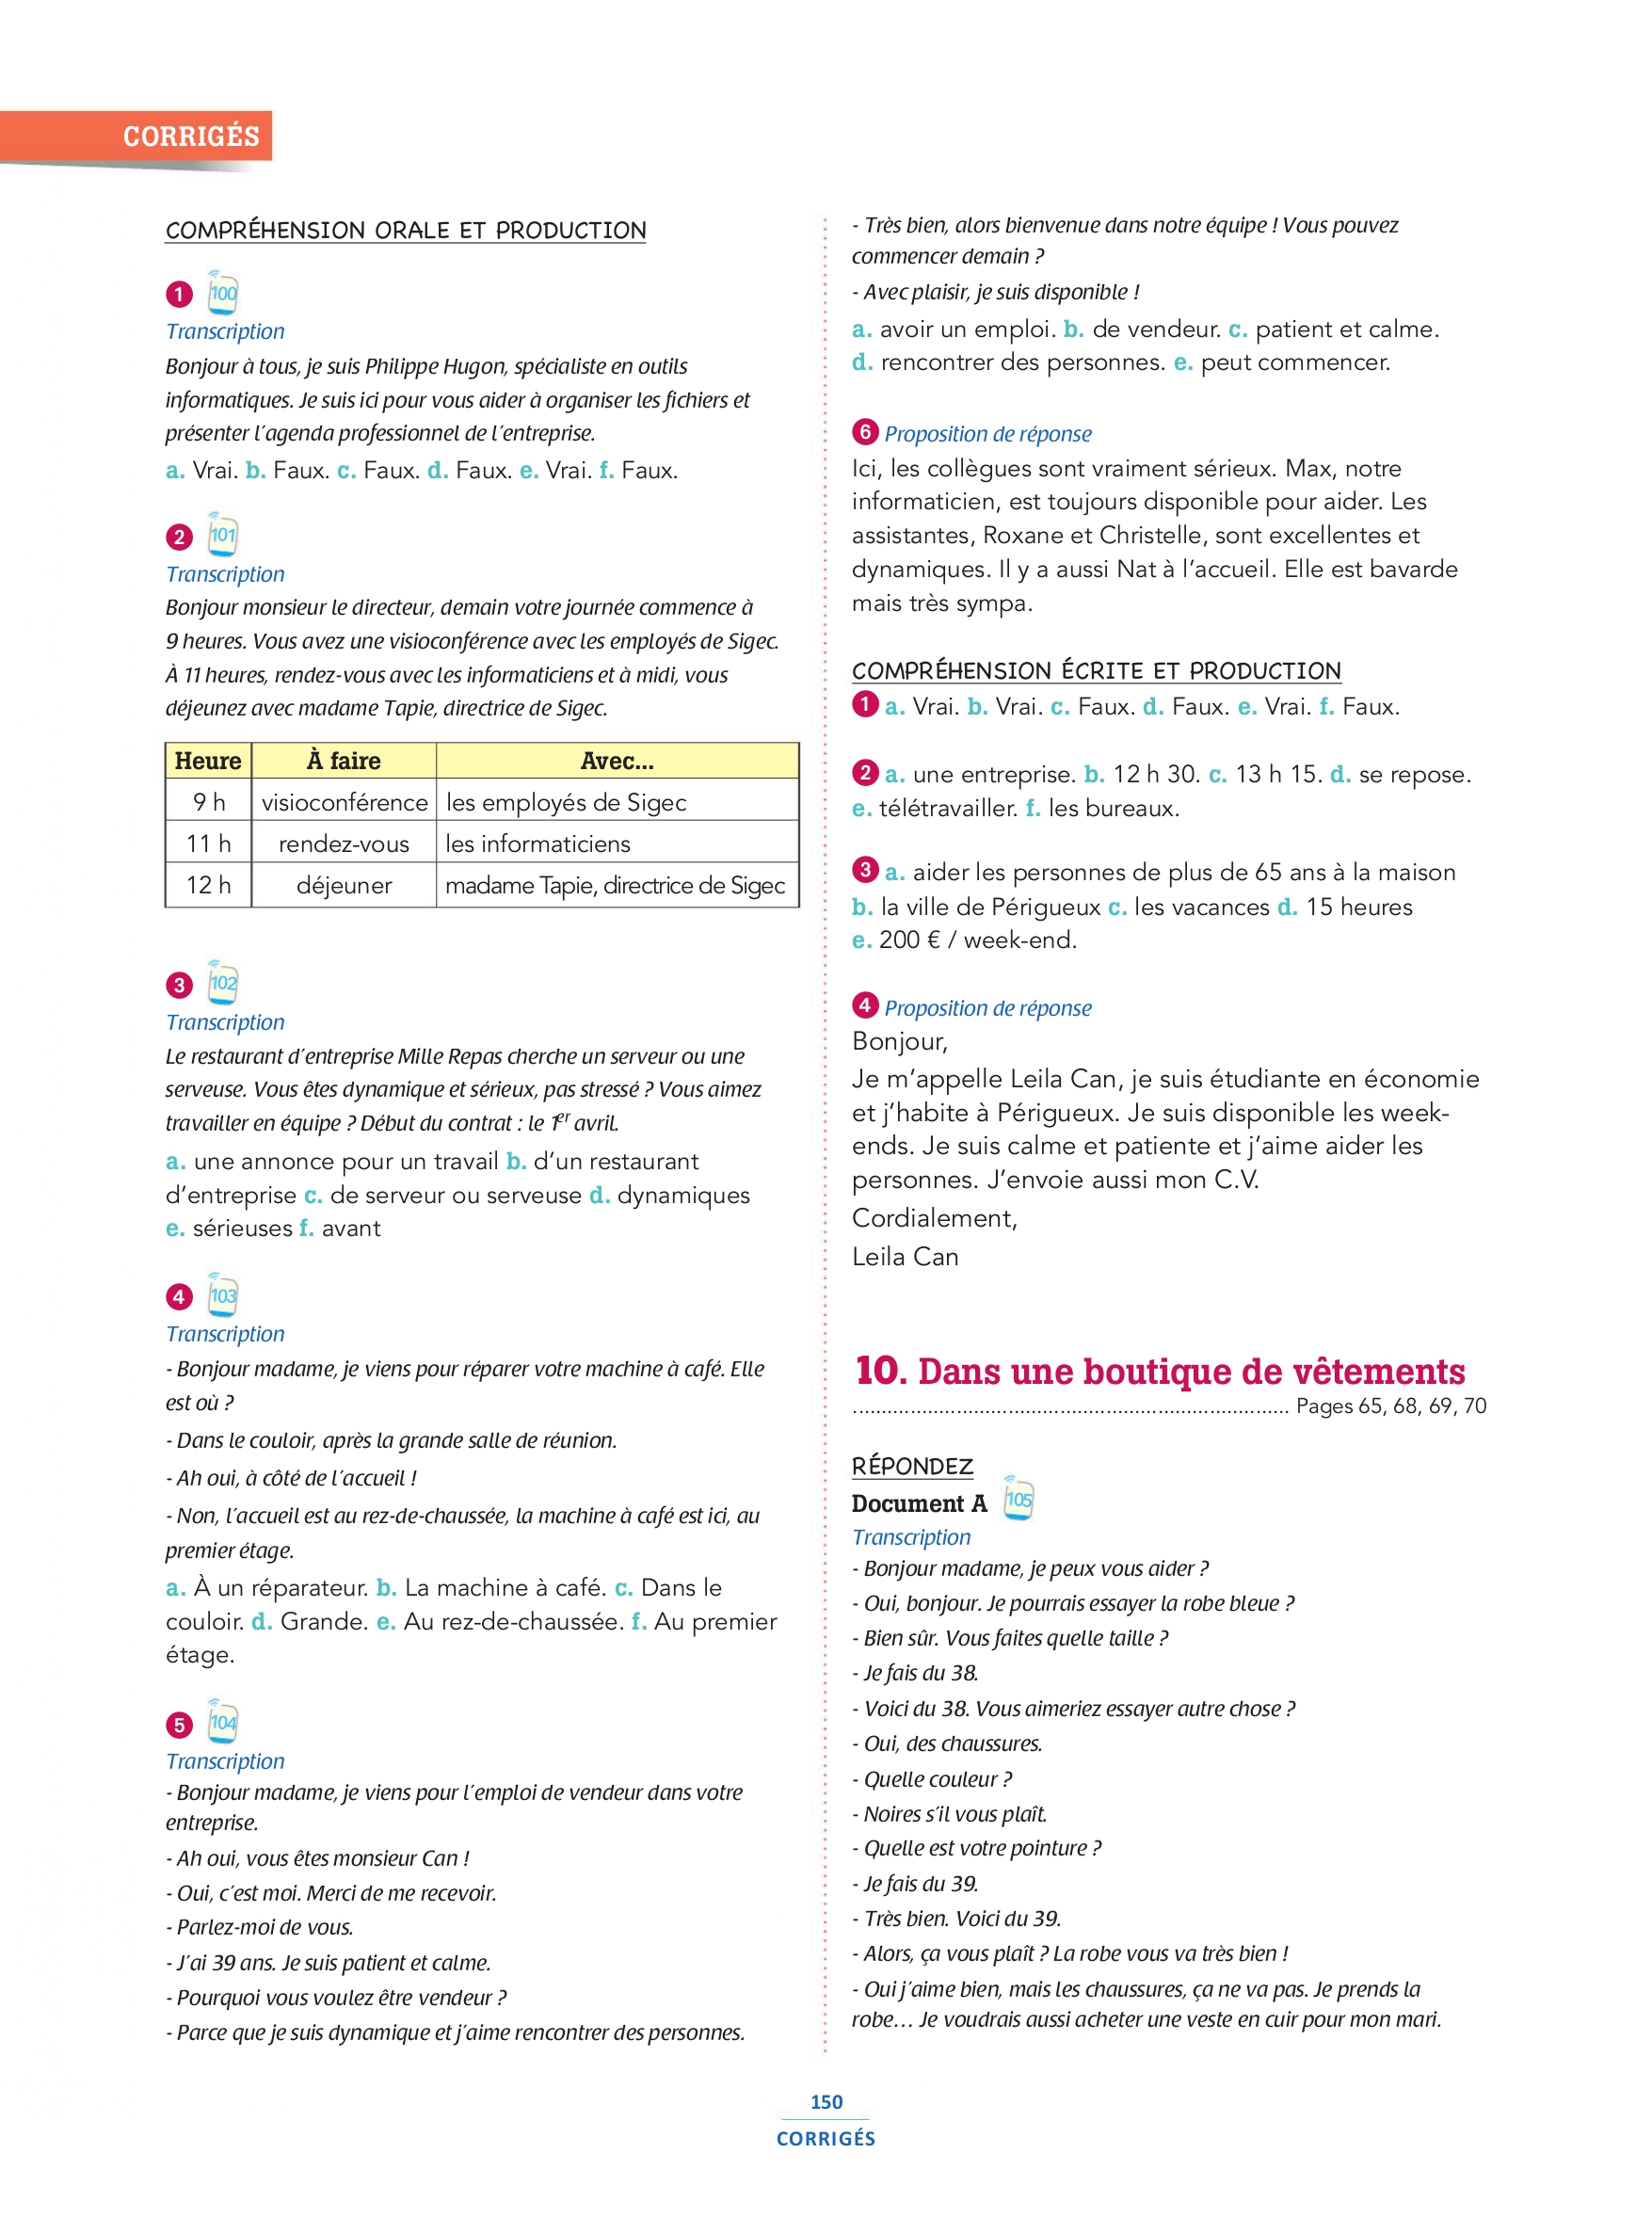 CORRIGÉS
COMPRÉHENSION ORALE ET PRODUCTION
1 100
Transcription
Bonjour à tous, je suis Philippe Hugon, spécialiste en outils
informatiques. Je suis ici pour vous aider à organiser les fichiers et
présenter l'agenda professionnel de l'entreprise.
a. Vrai. b. Faux. c. Faux. d. Faux. e. Vrai. f. Faux.
2 101
Transcription
Bonjour monsieur le directeur, demain votre journée commence à
9 heures. Vous avez une visioconférence avec les employés de Sigec.
À 11 heures, rendez-vous avec les informaticiens et à midi, vous
déjeunez avec madame Tapie, directrice de Sigec.
Heure À faire Avec...
9 h visioconférence les employés de Sigec
11 h rendez-vous les informaticiens
12 h déjeuner madame Tapie, directrice de Sigec
3 102
Transcription
Le restaurant d'entreprise Mille Repas cherche un serveur ou une
serveuse. Vous êtes dynamique et sérieux, pas stressé ? Vous aimez
travailler en équipe ? Début du contrat : le 1er avril.
a. une annonce pour un travail b. d'un restaurant
d'entreprise c. de serveur ou serveuse d. dynamiques
e. sérieuses f. avant
4 103
Transcription
- Bonjour madame, je viens pour réparer votre machine à café. Elle
est où ?
- Dans le couloir, après la grande salle de réunion.
- Ah oui, à côté de l'accueil !
- Non, l'accueil est au rez-de-chaussée, la machine à café est ici, au
premier étage.
a. À un réparateur. b. La machine à café. c. Dans le
couloir. d. Grande. e. Au rez-de-chaussée. f. Au premier
étage.
5 104
Transcription
- Bonjour madame, je viens pour l'emploi de vendeur dans votre
entreprise.
- Ah oui, vous êtes monsieur Can !
- Oui, c'est moi. Merci de me recevoir.
- Parlez-moi de vous.
- J'ai 39 ans. Je suis patient et calme.
- Pourquoi vous voulez être vendeur ?
- Parce que je suis dynamique et j'aime rencontrer des personnes.
- Très bien, alors bienvenue dans notre équipe ! Vous pouvez
commencer demain ?
- Avec plaisir, je suis disponible !
a. avoir un emploi. b. de vendeur. c. patient et calme.
d. rencontrer des personnes. e. peut commencer.
6 Proposition de réponse
Ici, les collègues sont vraiment sérieux. Max, notre
informaticien, est toujours disponible pour aider. Les
assistantes, Roxane et Christelle, sont excellentes et
dynamiques. Il y a aussi Nat à l'accueil. Elle est bavarde
mais très sympa.
COMPRÉHENSION ÉCRITE ET PRODUCTION
1 a. Vrai. b. Vrai. c. Faux. d. Faux. e. Vrai. f. Faux.
2 a. une entreprise. b. 12 h 30. c. 13 h 15. d. se repose.
e. télétravailler. f. les bureaux.
3 a. aider les personnes de plus de 65 ans à la maison
b. la ville de Périgueux c. les vacances d. 15 heures
e. 200 € / week-end.
4 Proposition de réponse
Bonjour,
Je m'appelle Leila Can, je suis étudiante en économie
et j'habite à Périgueux. Je suis disponible les week-
ends. Je suis calme et patiente et j'aime aider les
personnes. J'envoie aussi mon C.V.
Cordialement,
Leila Can
10. Dans une boutique de vêtements
........................................................................... Pages 65, 68, 69, 70
RÉPONDEZ
Document A 105
Transcription
- Bonjour madame, je peux vous aider ?
- Oui, bonjour. Je pourrais essayer la robe bleue ?
- Bien sûr. Vous faites quelle taille ?
- Je fais du 38.
- Voici du 38. Vous aimeriez essayer autre chose ?
- Oui, des chaussures.
- Quelle couleur ?
- Noires s'il vous plaît.
- Quelle est votre pointure ?
- Je fais du 39.
- Très bien. Voici du 39.
- Alors, ça vous plaît ? La robe vous va très bien !
- Oui j'aime bien, mais les chaussures, ça ne va pas. Je prends la
robe... Je voudrais aussi acheter une veste en cuir pour mon mari.
150
CORRIGÉS